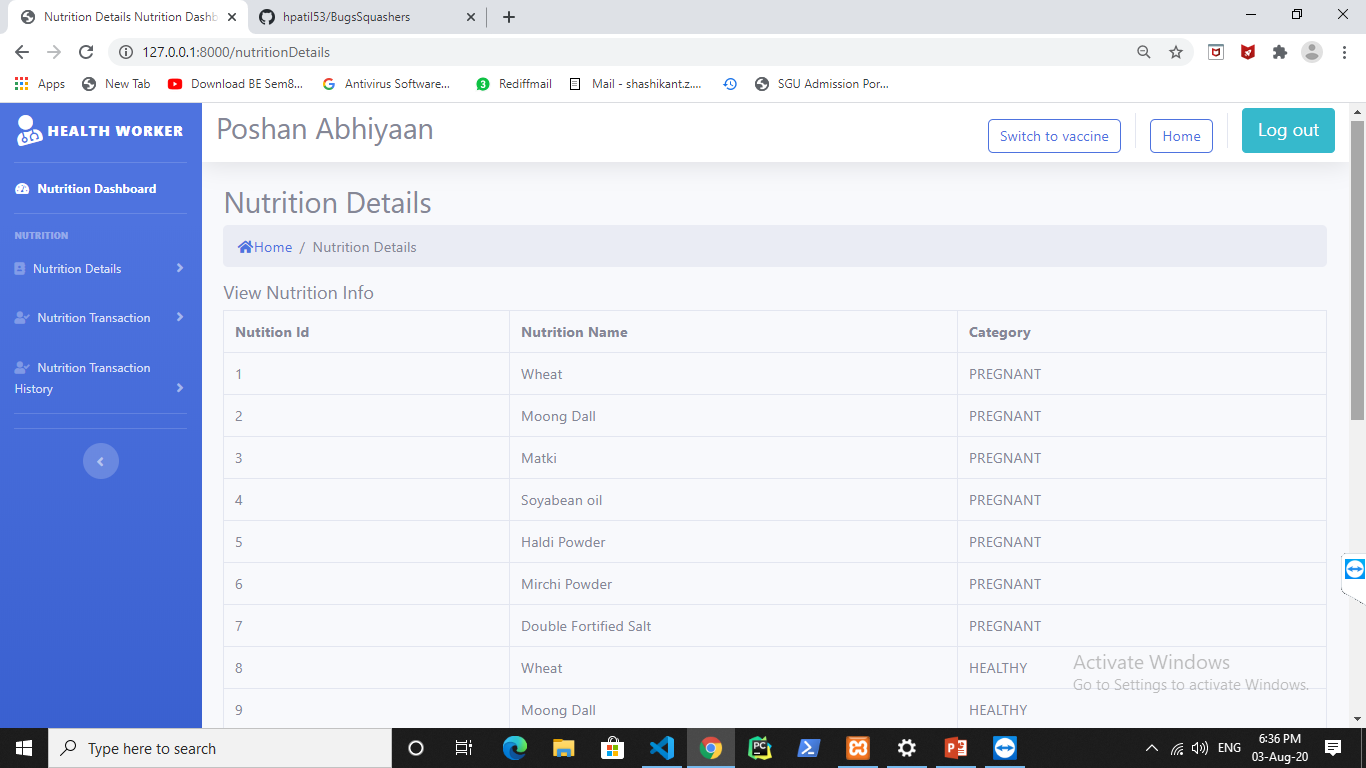 Nutrition Details Nutrition Dashb
hpatil53/BugsSquashers
127.0.0.1:8000/nutritionDetails
Apps
New Tab
Download BE Sem8...
Antivirus Software...
3
Rediffmail
Mail - shashikant.z....
SGU Admission Por...
HEALTH WORKER
Poshan Abhiyaan
Switch to vaccine
Home
Log out
Nutrition Dashboard
NUTRITION
Nutrition Details
Nutrition Transaction
Nutrition Transaction
History
Nutrition Details
Home / Nutrition Details
View Nutrition Info
Nutition Id Nutrition Name Category
1 Wheat PREGNANT
2 Moong Dall PREGNANT
3 Matki PREGNANT
4 Soyabean oil PREGNANT
5 Haldi Powder PREGNANT
6 Mirchi Powder PREGNANT
7 Double Fortified Salt PREGNANT
8 Wheat HEALTHY
9 Moong Dall HEALTHY
Activate Windows
Go to Settings to activate Windows.
Type here to search
PC
ENG
6:36 PM
03-Aug-20